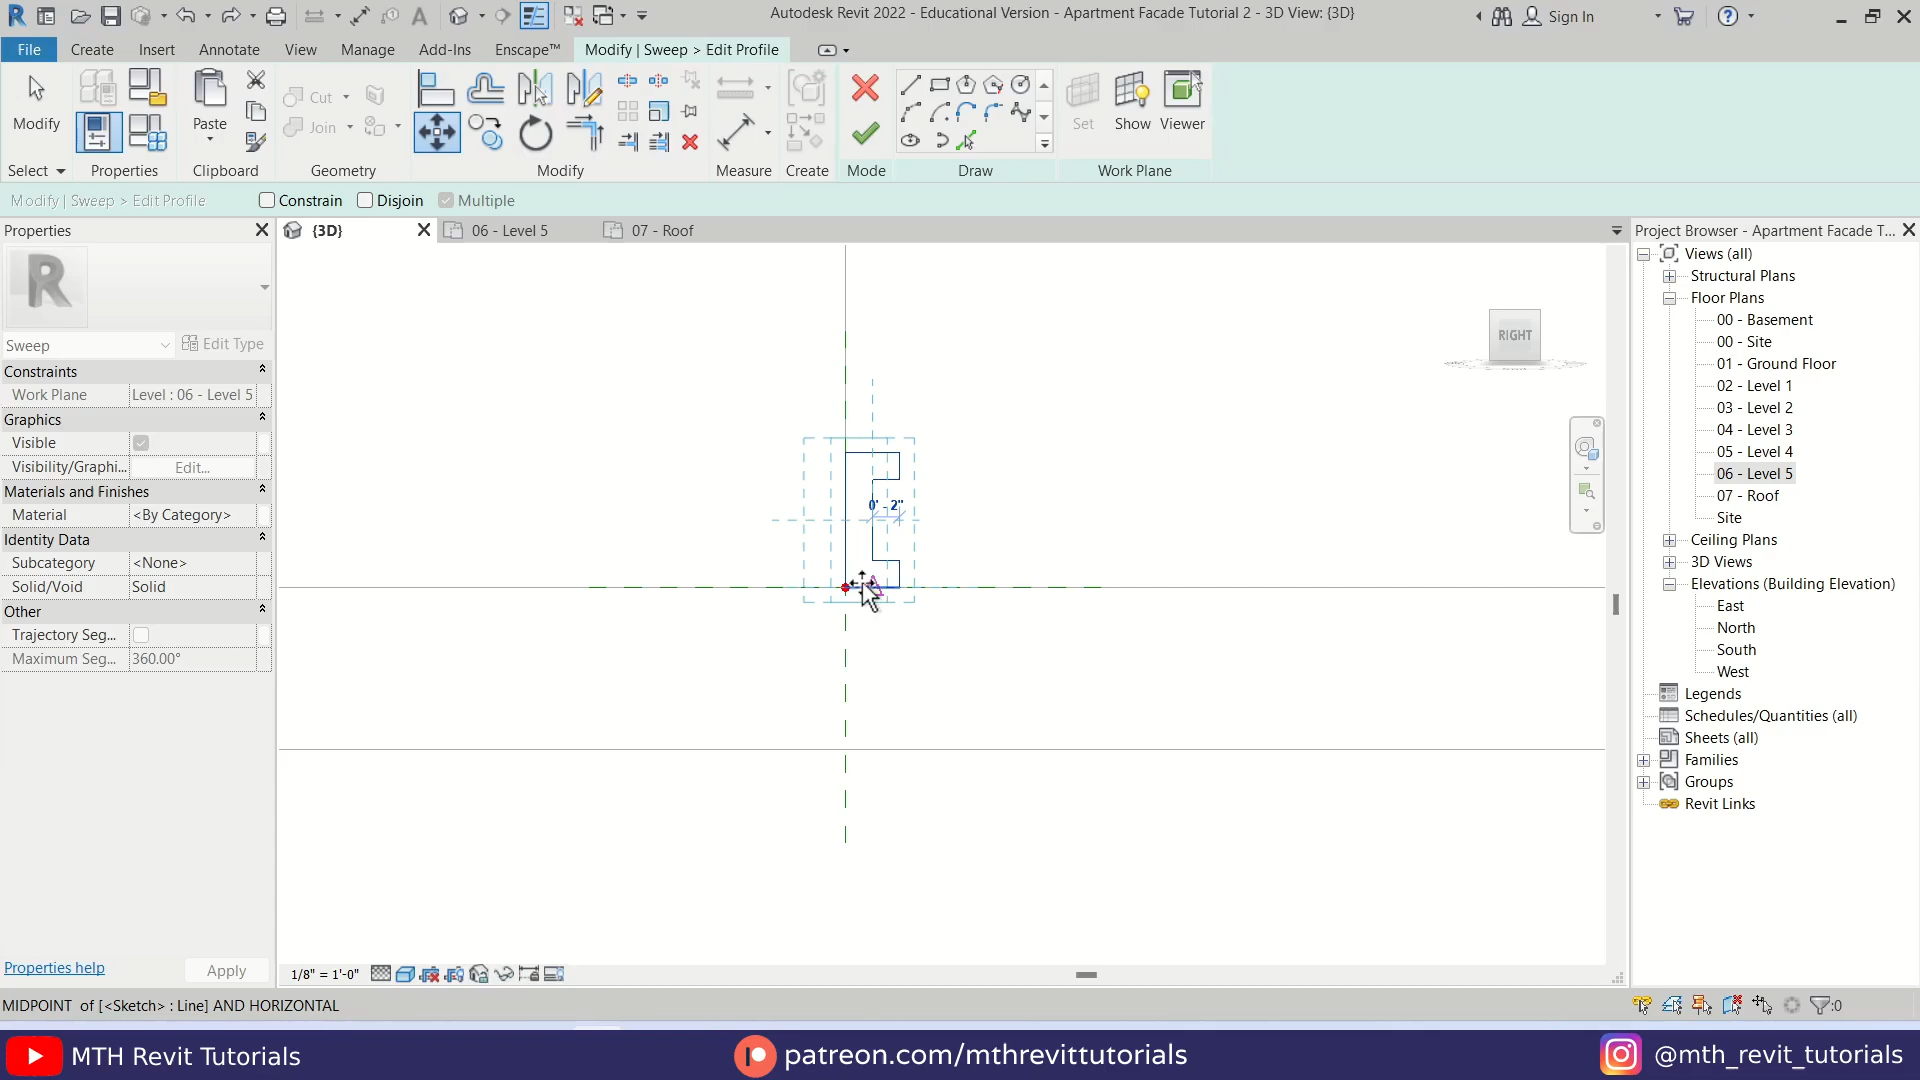 Autodesk Revit 2022 - Educational Version - Apartment Facade Tutorial 2 - 3D View: {3D}
Sign In
File
Create
Insert
Annotate
View
Manage
Add-Ins
Enscape™
Modify | Sweep > Edit Profile
Modify
Paste
Cut
Join
Set
Show
Viewer
Select
Properties
Clipboard
Geometry
Modify
Measure
Create
Mode
Draw
Work Plane
Modify | Sweep > Edit Profile
Constrain
Disjoin
Multiple
Properties
{3D}
06 - Level 5
07 - Roof
Project Browser - Apartment Facade T...
R
Sweep
Edit Type
Constraints
Work Plane
Level : 06 - Level 5
Graphics
Visible
Visibility/Graphi...
Edit...
Materials and Finishes
Material
<By Category>
Identity Data
Subcategory
<None>
Solid/Void
Solid
Other
Trajectory Seg...
Maximum Seg...
360.00°
Properties help
Apply
RIGHT
0' - 2"
Views (all)
Structural Plans
Floor Plans
00 - Basement
00 - Site
01 - Ground Floor
02 - Level 1
03 - Level 2
04 - Level 3
05 - Level 4
06 - Level 5
07 - Roof
Site
Ceiling Plans
3D Views
Elevations (Building Elevation)
East
North
South
West
Legends
Schedules/Quantities (all)
Sheets (all)
Families
Groups
Revit Links
1/8" = 1'-0"
MIDPOINT of [<Sketch> : Line] AND HORIZONTAL
:0
MTH Revit Tutorials
patreon.com/mthrevittutorials
@mth_revit_tutorials